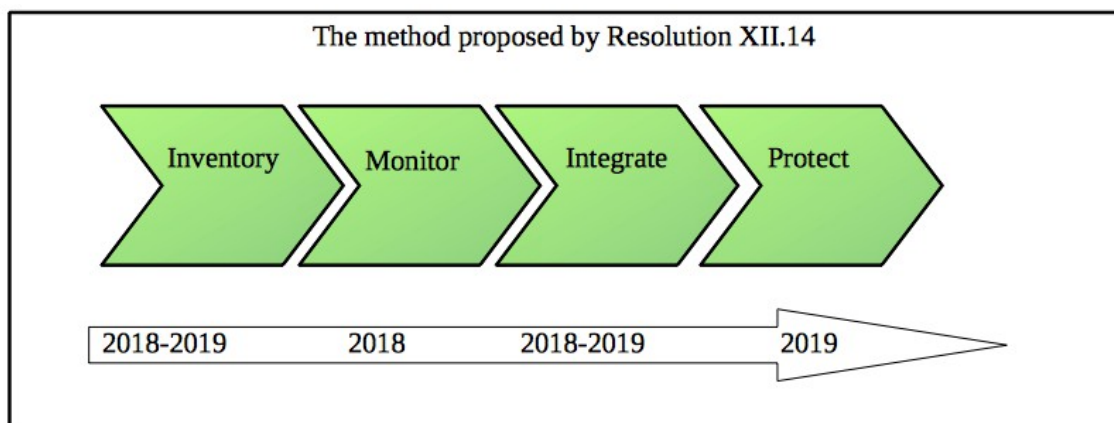 The method proposed by Resolution XII.14
Inventory
Monitor
Integrate
Protect
2018-2019
2018
2018-2019
2019